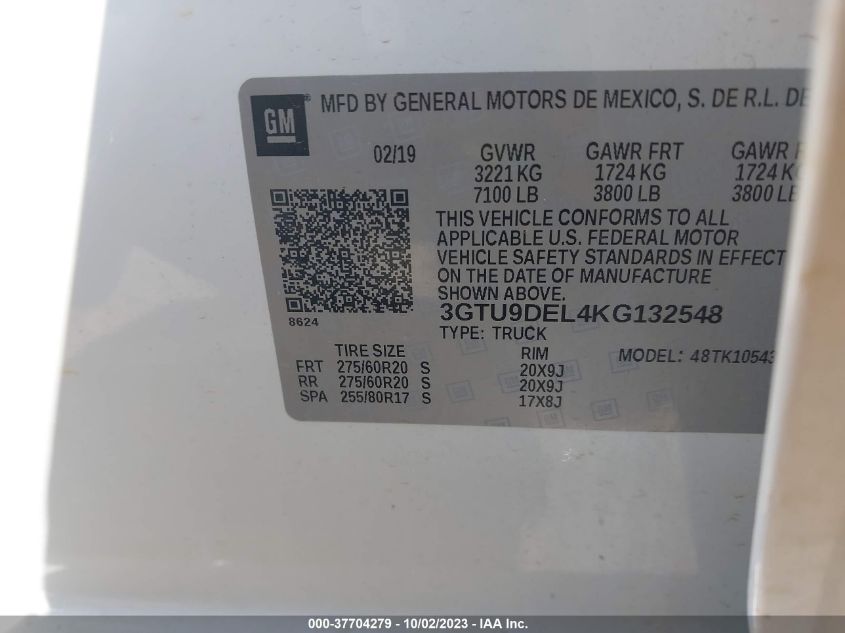 GM ® MFD BY GENERAL MOTORS DE MEXICO, S. DE R.L. DE
02/19 GVWR GAWR FRT GAWR
3221 KG 1724 KG 1724 KG
7100 LB 3800 LB 3800 LB
THIS VEHICLE CONFORMS TO ALL
APPLICABLE U.S. FEDERAL MOTOR
VEHICLE SAFETY STANDARDS IN EFFECT
ON THE DATE OF MANUFACTURE
SHOWN ABOVE.
8624
3GTU9DEL4KG132548
TYPE: TRUCK
TIRE SIZE RIM MODEL: 48TK10543
FRT 275/60R20 S 20X9J
RR 275/60R20 S 20X9J
SPA 255/80R17 S 17X8J
000-37704279 - 10/02/2023 - IAA Inc.